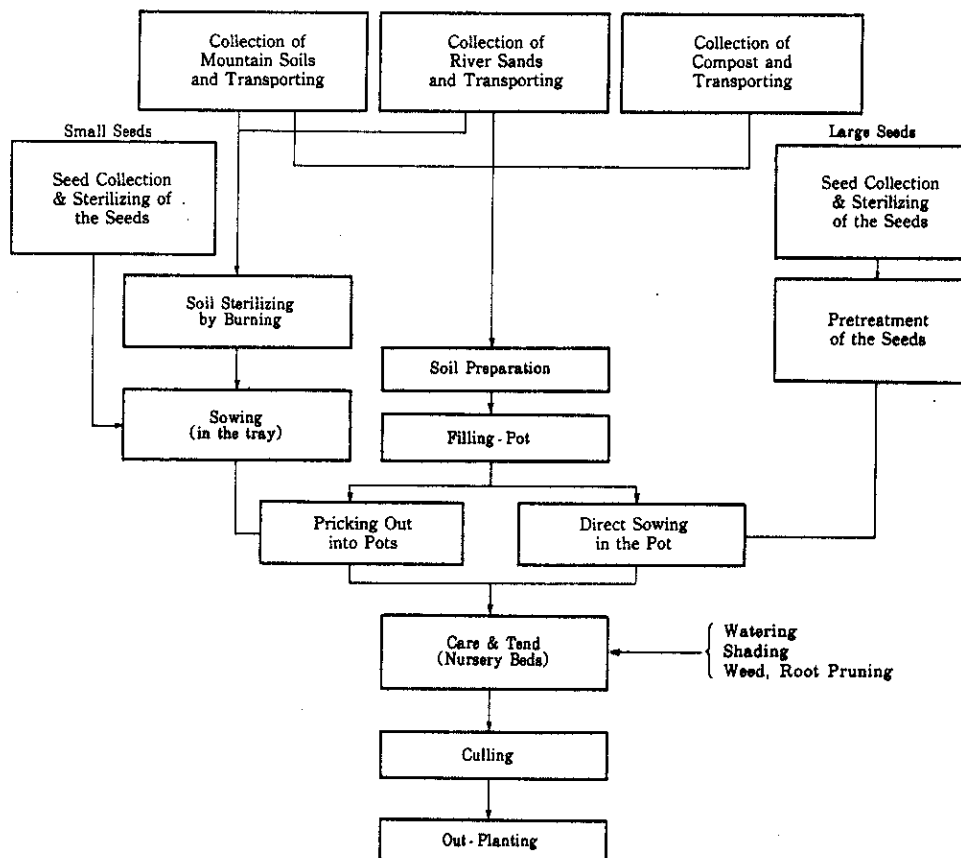 Collection of
Mountain Soils
and Transporting
Collection of
River Sands
and Transporting
Collection of
Compost and
Transporting
Small Seeds
Seed Collection
& Sterilizing of
the Seeds
Large Seeds
Seed Collection
& Sterilizing
of the Seeds
Soil Sterilizing
by Burning
Pretreatment
of the Seeds
Soil Preparation
Sowing
(in the tray)
Filling-Pot
Pricking Out
into Pots
Direct Sowing
in the Pot
Care & Tend
(Nursery Beds)
Watering
Shading
Weed, Root Pruning
Culling
Out-Planting